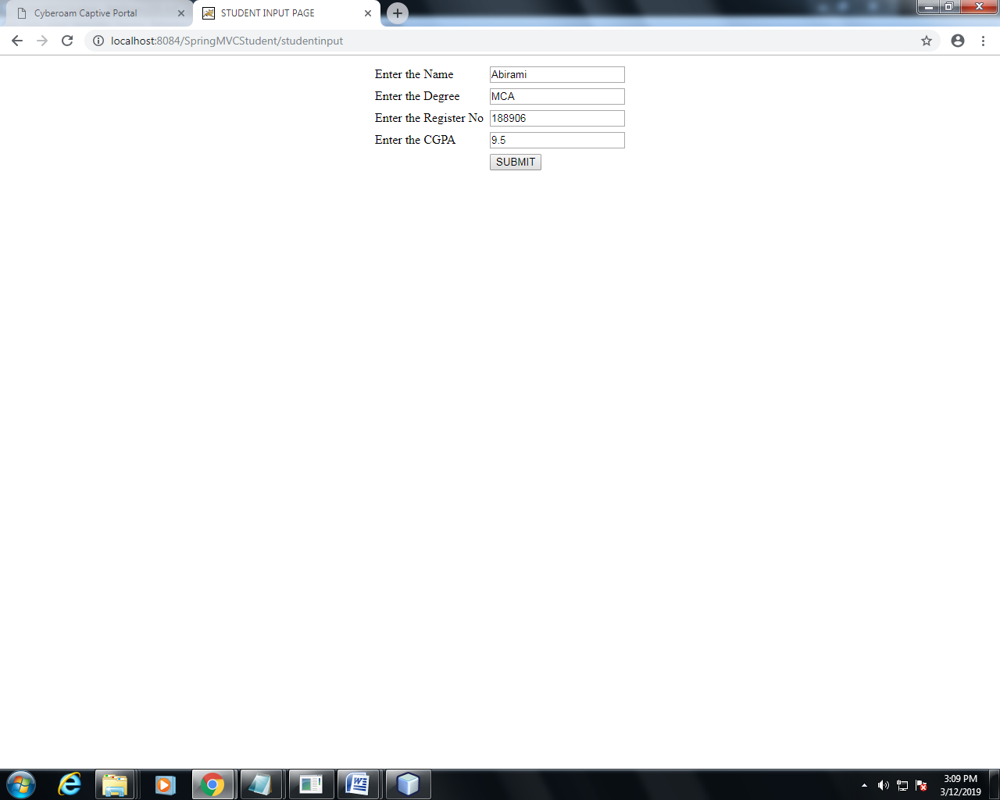 Cyberoam Captive Portal
STUDENT INPUT PAGE
localhost:8084/SpringMVCStudent/studentinput
Enter the Name Abirami
Enter the Degree MCA
Enter the Register No 188906
Enter the CGPA 9.5
SUBMIT
3:09 PM
3/12/2019